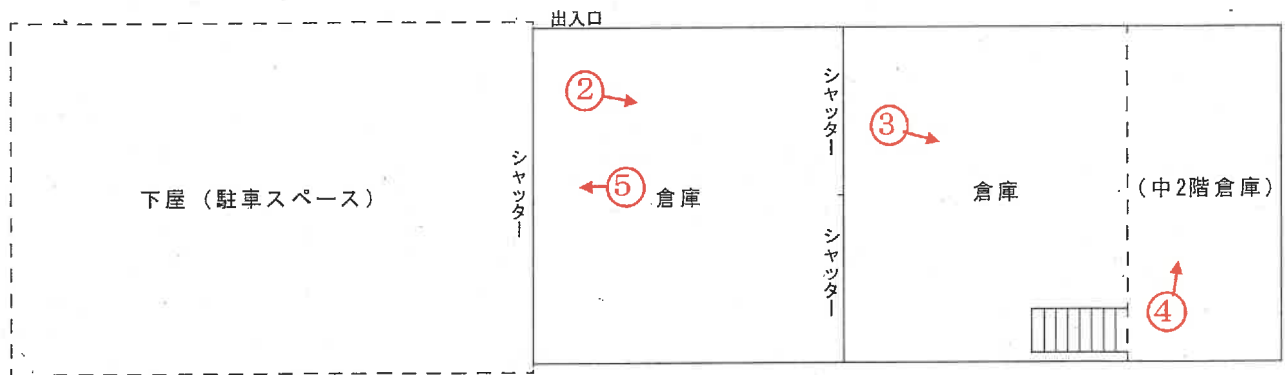 出入口
②
シャッター
③
シャッター
下屋（駐車スペース）
⑤
倉庫
倉庫
（中2階倉庫）
シャッター
④